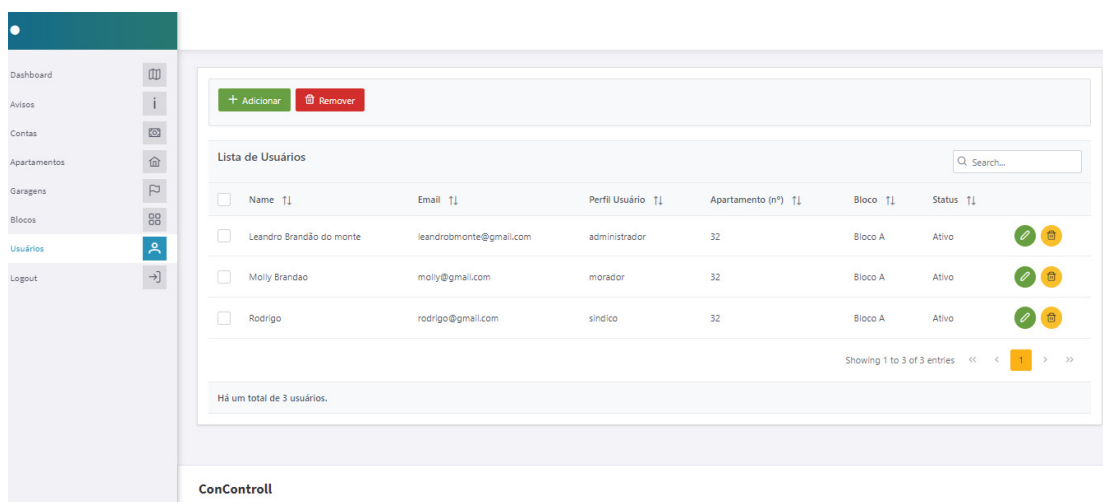 Dashboard
Avisos
Contas
Apartamentos
Garagens
Blocos
Usuários
Logout
+ Adicionar
Remover
Lista de Usuários
Search...
Name Email Perfil Usuário Apartamento (nº) Bloco Status
Leandro Brandão do monte leandrobmonte@gmail.com administrador 32 Bloco A Ativo
Molly Brandao molly@gmail.com morador 32 Bloco A Ativo
Rodrigo rodrigo@gmail.com sindico 32 Bloco A Ativo
Showing 1 to 3 of 3 entries << < 1 > >>
Há um total de 3 usuários.
ConControll